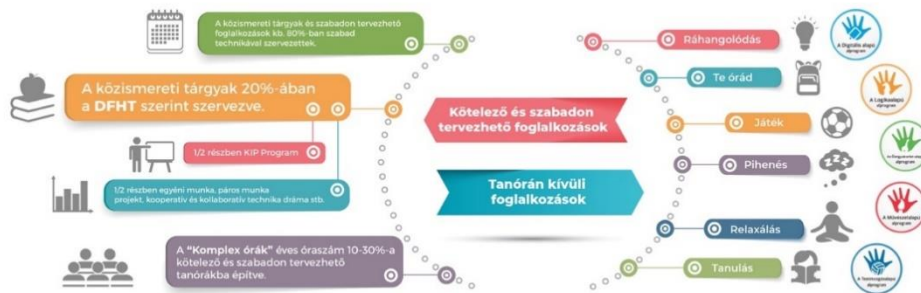 A közismereti tárgyak és szabadon tervezhető
foglalkozások kb. 80%-ban szabad
technikával szervezettek.
A közismereti tárgyak 20%-ában
a DFHT szerint szervezve.
1/2 részben KIP Program
1/2 részben egyéni munka, páros munka
projekt, kooperatív és kollaboratív technika dráma stb.
A "Komplex órák" éves óraszám 10-30%-a
kötelező és szabadon tervezhető
tanórákba építve.
Kötelező és szabadon
tervezhető foglalkozások
Tanórán kívüli
foglalkozások
Ráhangolódás
Te órád
Játék
Pihenés
Relaxálás
Tanulás
A Digitális alapú
alprogram
A Logikaalapú
alprogram
alprogram
A Művészetalapú
alprogram
A Testmozgásalapú
alprogram